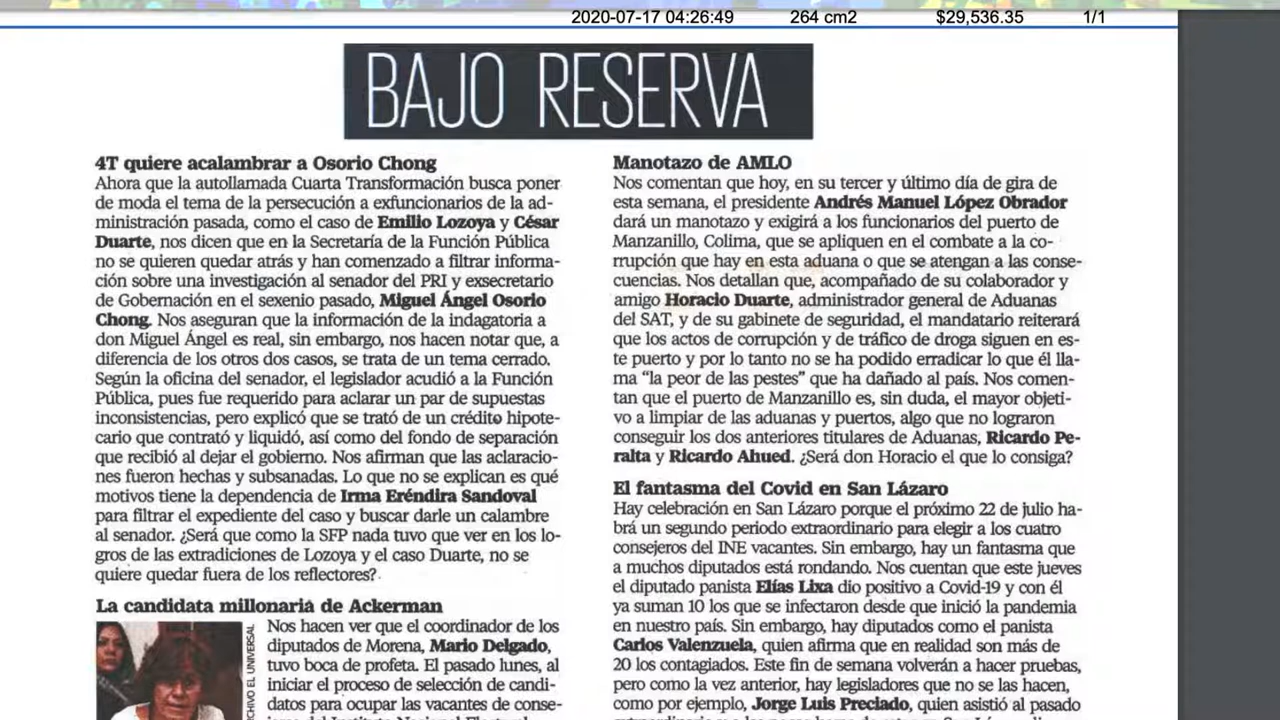 2020-07-17 04:26:49 264 cm2 $29,536.35 1/1
BAJO RESERVA
4T quiere acalambrar a Osorio Chong
Ahora que la autollamada Cuarta Transformación busca poner
de moda el tema de la persecución a exfuncionarios de la ad-
ministración pasada, como el caso de Emilio Lozoya y César
Duarte, nos dicen que en la Secretaría de la Función Pública
no se quieren quedar atrás y han comenzado a filtrar informa-
ción sobre una investigación al senador del PRI y exsecretario
de Gobernación en el sexenio pasado, Miguel Ángel Osorio
Chong. Nos aseguran que la información de la indagatoria a
don Miguel Ángel es real, sin embargo, nos hacen notar que, a
diferencia de los otros dos casos, se trata de un tema cerrado.
Según la oficina del senador, el legislador acudió a la Función
Pública, pues fue requerido para aclarar un par de supuestas
inconsistencias, pero explicó que se trató de un crédito hipote-
cario que contrató y liquidó, así como del fondo de separación
que recibió al dejar el gobierno. Nos afirman que las aclaracio-
nes fueron hechas y subsanadas. Lo que no se explican es qué
motivos tiene la dependencia de Irma Eréndira Sandoval
para filtrar el expediente del caso y buscar darle un calambre
al senador. ¿Será que como la SFP nada tuvo que ver en los lo-
gros de las extradiciones de Lozoya y el caso Duarte, no se
quiere quedar fuera de los reflectores?
La candidata millonaria de Ackerman
CHIVO EL UNIVERSAL
Nos hacen ver que el coordinador de los
diputados de Morena, Mario Delgado,
tuvo boca de profeta. El pasado lunes, al
iniciar el proceso de selección de candi-
datos para ocupar las vacantes de conse-
Manotazo de AMLO
Nos comentan que hoy, en su tercer y último día de gira de
esta semana, el presidente Andrés Manuel López Obrador
dará un manotazo y exigirá a los funcionarios del puerto de
Manzanillo, Colima, que se apliquen en el combate a la co-
rrupción que hay en esta aduana o que se atengan a las conse-
cuencias. Nos detallan que, acompañado de su colaborador y
amigo Horacio Duarte, administrador general de Aduanas
del SAT, y de su gabinete de seguridad, el mandatario reiterará
que los actos de corrupción y de tráfico de droga siguen en es-
te puerto y por lo tanto no se ha podido erradicar lo que él lla-
ma “la peor de las pestes” que ha dañado al país. Nos comen-
tan que el puerto de Manzanillo es, sin duda, el mayor objeti-
vo a limpiar de las aduanas y puertos, algo que no lograron
conseguir los dos anteriores titulares de Aduanas, Ricardo Pe-
ralta y Ricardo Ahued. ¿Será don Horacio el que lo consiga?
El fantasma del Covid en San Lázaro
Hay celebración en San Lázaro porque el próximo 22 de julio ha-
brá un segundo periodo extraordinario para elegir a los cuatro
consejeros del INE vacantes. Sin embargo, hay un fantasma que
a muchos diputados está rondando. Nos cuentan que este jueves
el diputado panista Elías Lixa dio positivo a Covid-19 y con él
ya suman 10 los que se infectaron desde que inició la pandemia
en nuestro país. Sin embargo, hay diputados como el panista
Carlos Valenzuela, quien afirma que en realidad son más de
20 los contagiados. Este fin de semana volverán a hacer pruebas,
pero como la vez anterior, hay legisladores que no se las hacen,
como por ejemplo, Jorge Luis Preciado, quien asistió al pasado